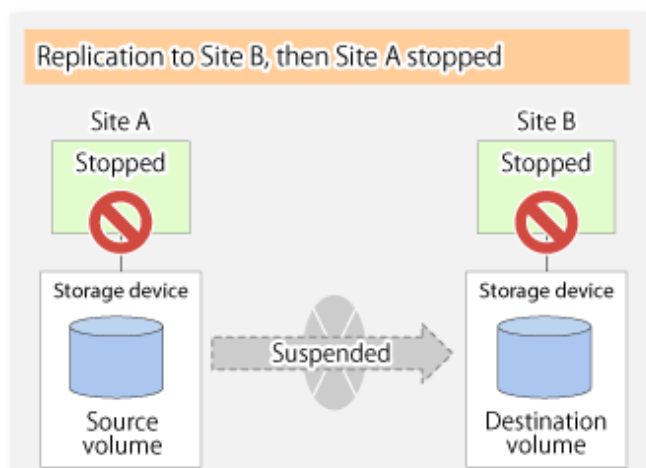 Replication to Site B, then Site A stopped
Site A
Site B
Stopped
Stopped
Storage device
Storage device
Suspended
Source
volume
Destination
volume